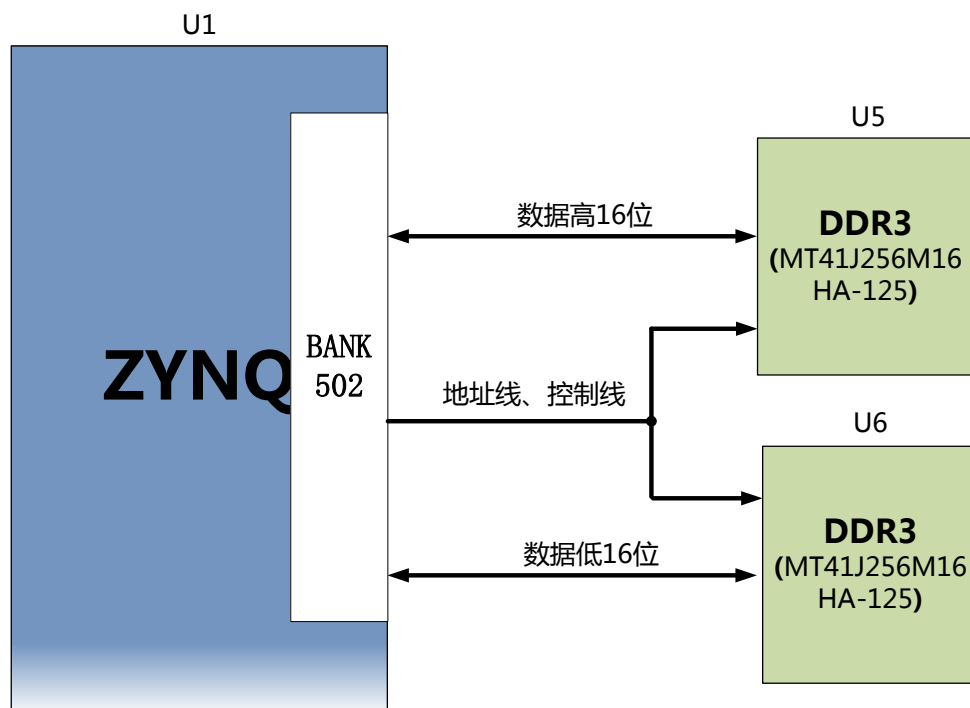 U1
U5
数据高16位
DDR3
(MT41J256M16
HA-125)
ZYNQ
BANK
502
地址线、控制线
U6
数据低16位
DDR3
(MT41J256M16
HA-125)